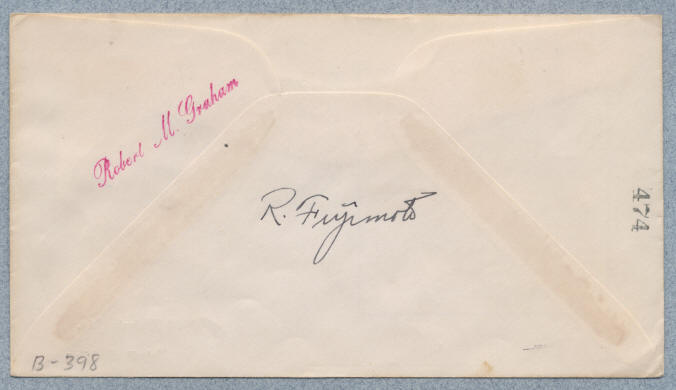 Robert M. Graham
R. Fujimoto
474
B-398